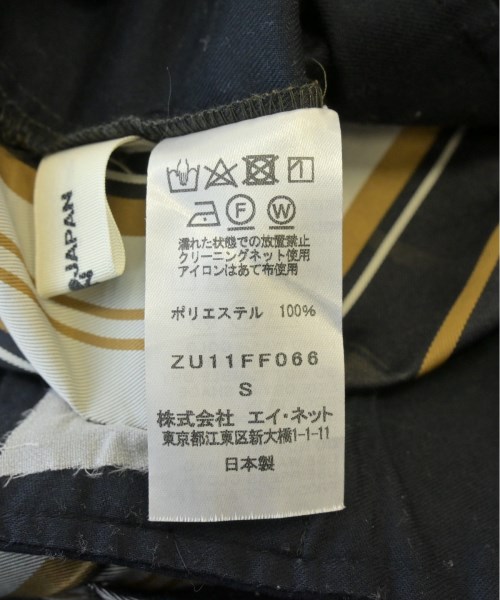 JAPAN
F
W
濡れた状態での放置禁止
クリーニングネット使用
アイロンはあて布使用
ポリエステル 100%
ZU11FF066
S
株式会社 エイ・ネット
東京都江東区新大橋1-1-11
日本製